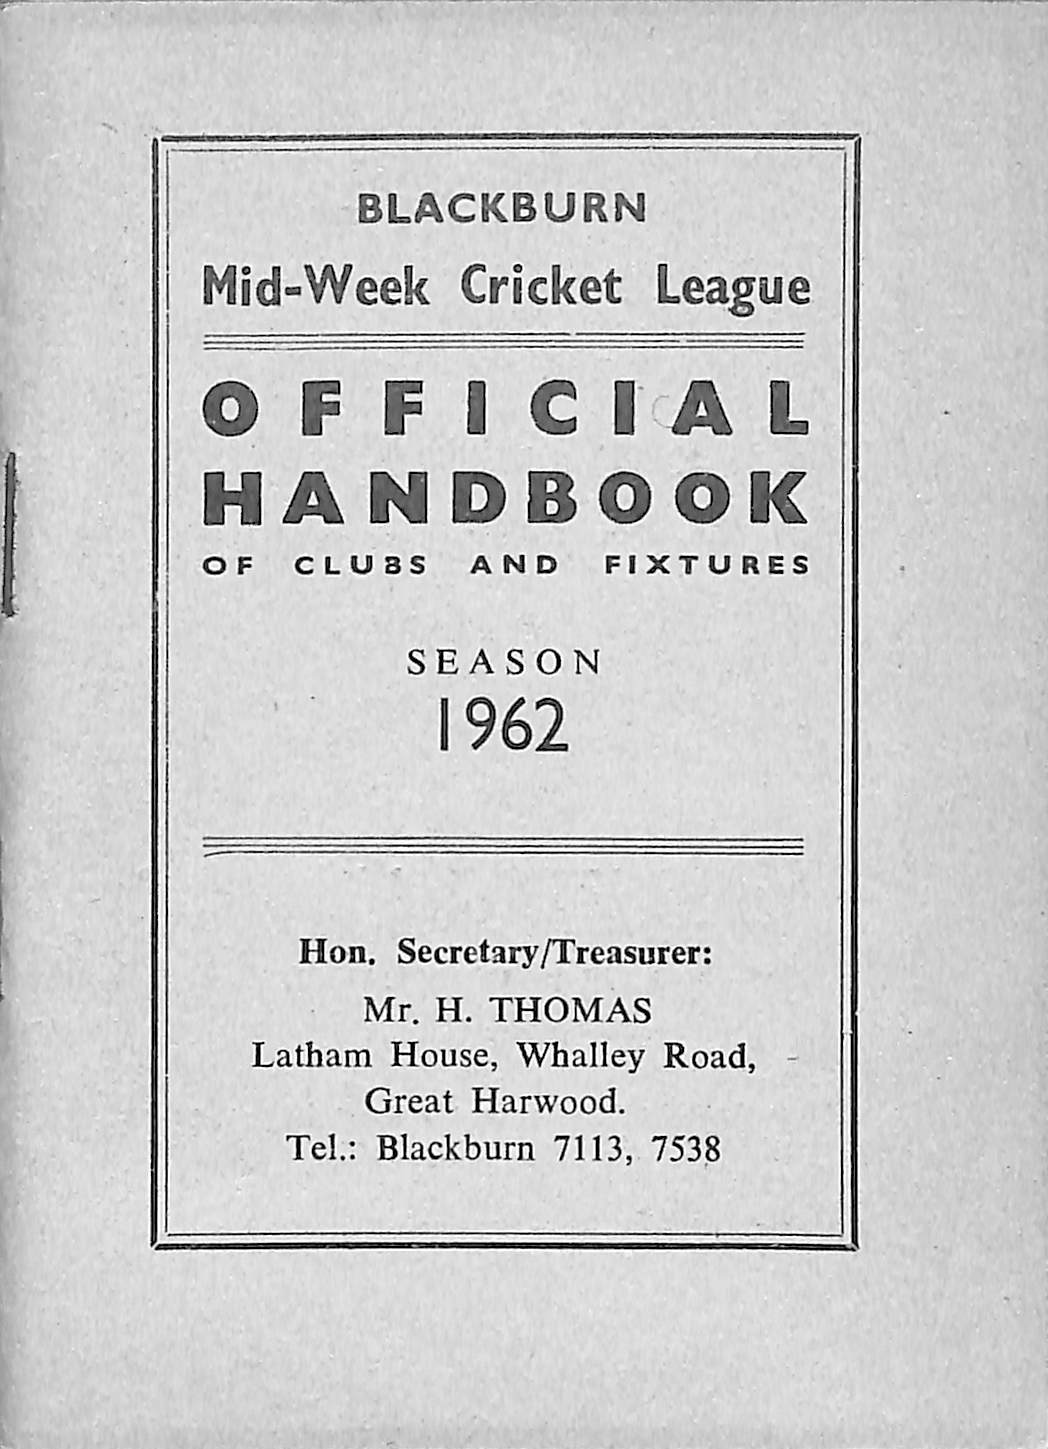 BLACKBURN
Mid-Week Cricket League
OFFICIAL
HANDBOOK
OF CLUBS AND FIXTURES
SEASON
1962
Hon. Secretary/Treasurer:
Mr. H. THOMAS
Latham House, Whalley Road,
Great Harwood.
Tel.: Blackburn 7113, 7538